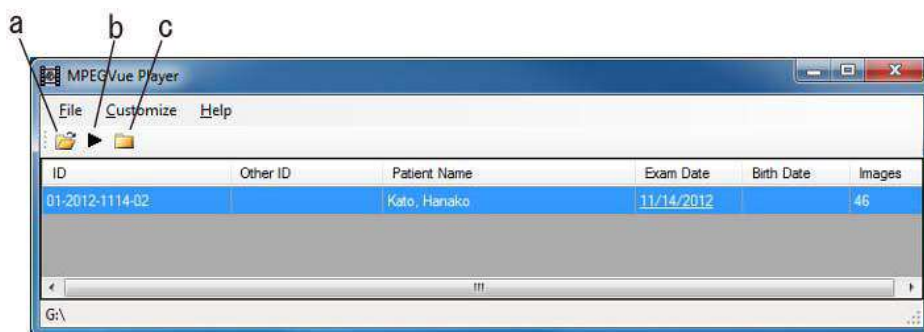 a b c
MPEGVue Player
File Customize Help
ID Other ID Patient Name Exam Date Birth Date Images
01-2012-1114-02 Kato, Hanako 11/14/2012 46
G:\